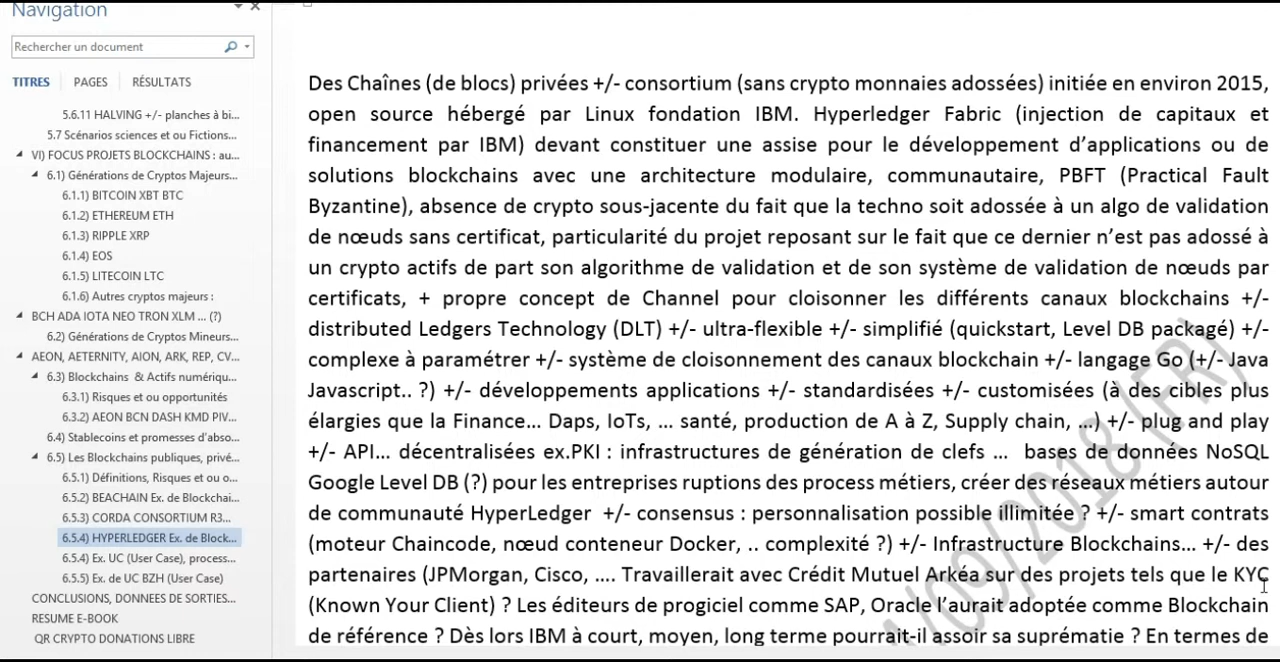 Navigation
Rechercher un document
TITRES PAGES RÉSULTATS
5.6.11 HALVING +/- planches à bi...
5.7 Scénarios sciences et ou Fictions...
VI) FOCUS PROJETS BLOCKCHAINS : au...
6.1) Générations de Cryptos Majeurs...
6.1.1) BITCOIN XBT BTC
6.1.2) ETHEREUM ETH
6.1.3) RIPPLE XRP
6.1.4) EOS
6.1.5) LITECOIN LTC
6.1.6) Autres cryptos majeurs :
BCH ADA IOTA NEO TRON XLM ... (?)
6.2) Générations de Cryptos Mineurs...
AEON, AETERNITY, AION, ARK, REP, CV...
6.3) Blockchains & Actifs numériqu...
6.3.1) Risques et ou opportunités
6.3.2) AEON BCN DASH KMD PIV...
6.4) Stablecoins et promesses d'abso...
6.5) Les Blockchains publiques, privé...
6.5.1) Définitions, Risques et ou o...
6.5.2) BEACHAIN Ex. de Blockchai...
6.5.3) CORDA CONSORTIUM R3...
6.5.4) HYPERLEDGER Ex. de Block...
6.5.4) Ex. UC (User Case), process...
6.5.5) Ex. de UC BZH (User Case)
CONCLUSIONS, DONNEES DE SORTIES...
RESUME E-BOOK
QR CRYPTO DONATIONS LIBRE
Des Chaînes (de blocs) privées +/- consortium (sans crypto monnaies adossées) initiée en environ 2015,
open source hébergé par Linux fondation IBM. Hyperledger Fabric (injection de capitaux et
financement par IBM) devant constituer une assise pour le développement d'applications ou de
solutions blockchains avec une architecture modulaire, communautaire, PBFT (Practical Fault
Byzantine), absence de crypto sous-jacente du fait que la techno soit adossée à un algo de validation
de nœuds sans certificat, particularité du projet reposant sur le fait que ce dernier n'est pas adossé à
un crypto actifs de part son algorithme de validation et de son système de validation de nœuds par
certificats, + propre concept de Channel pour cloisonner les différents canaux blockchains +/-
distributed Ledgers Technology (DLT) +/- ultra-flexible +/- simplifié (quickstart, Level DB packagé) +/-
complexe à paramétrer +/- système de cloisonnement des canaux blockchain +/- langage Go (+/- Java
Javascript.. ?) +/- développements applications +/- standardisées +/- customisées (à des cibles plus
élargies que la Finance... Daps, IoTs, ... santé, production de A à Z, Supply chain, ...) +/- plug and play
+/- API... décentralisées ex.PKI : infrastructures de génération de clefs ... bases de données NoSQL
Google Level DB (?) pour les entreprises ruptions des process métiers, créer des réseaux métiers autour
de communauté HyperLedger +/- consensus : personnalisation possible illimitée ? +/- smart contrats
(moteur Chaincode, nœud conteneur Docker, .. complexité ?) +/- Infrastructure Blockchains... +/- des
partenaires (JPMorgan, Cisco, .... Travaillerait avec Crédit Mutuel Arkéa sur des projets tels que le KYC
(Known Your Client) ? Les éditeurs de progiciel comme SAP, Oracle l'aurait adoptée comme Blockchain
de référence ? Dès lors IBM à court, moyen, long terme pourrait-il assoir sa suprématie ? En termes de
/09/2018 (FR)